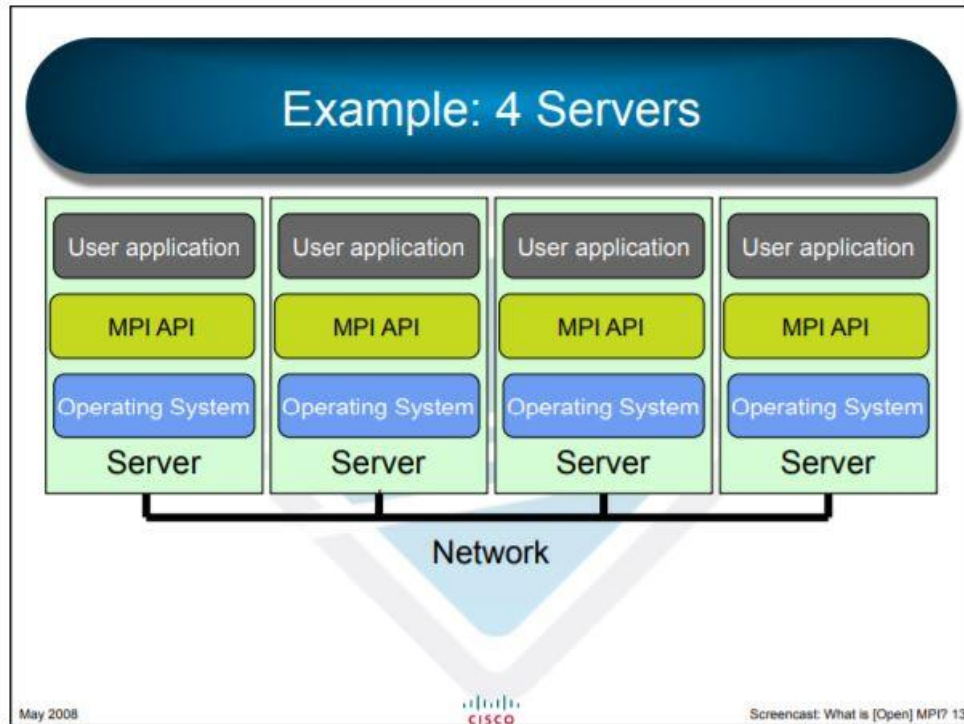 Example: 4 Servers
User application User application User application User application
MPI API MPI API MPI API MPI API
Operating System Operating System Operating System Operating System
Server Server Server Server
Network
May 2008 CISCO Screencast: What is [Open] MPI? 13